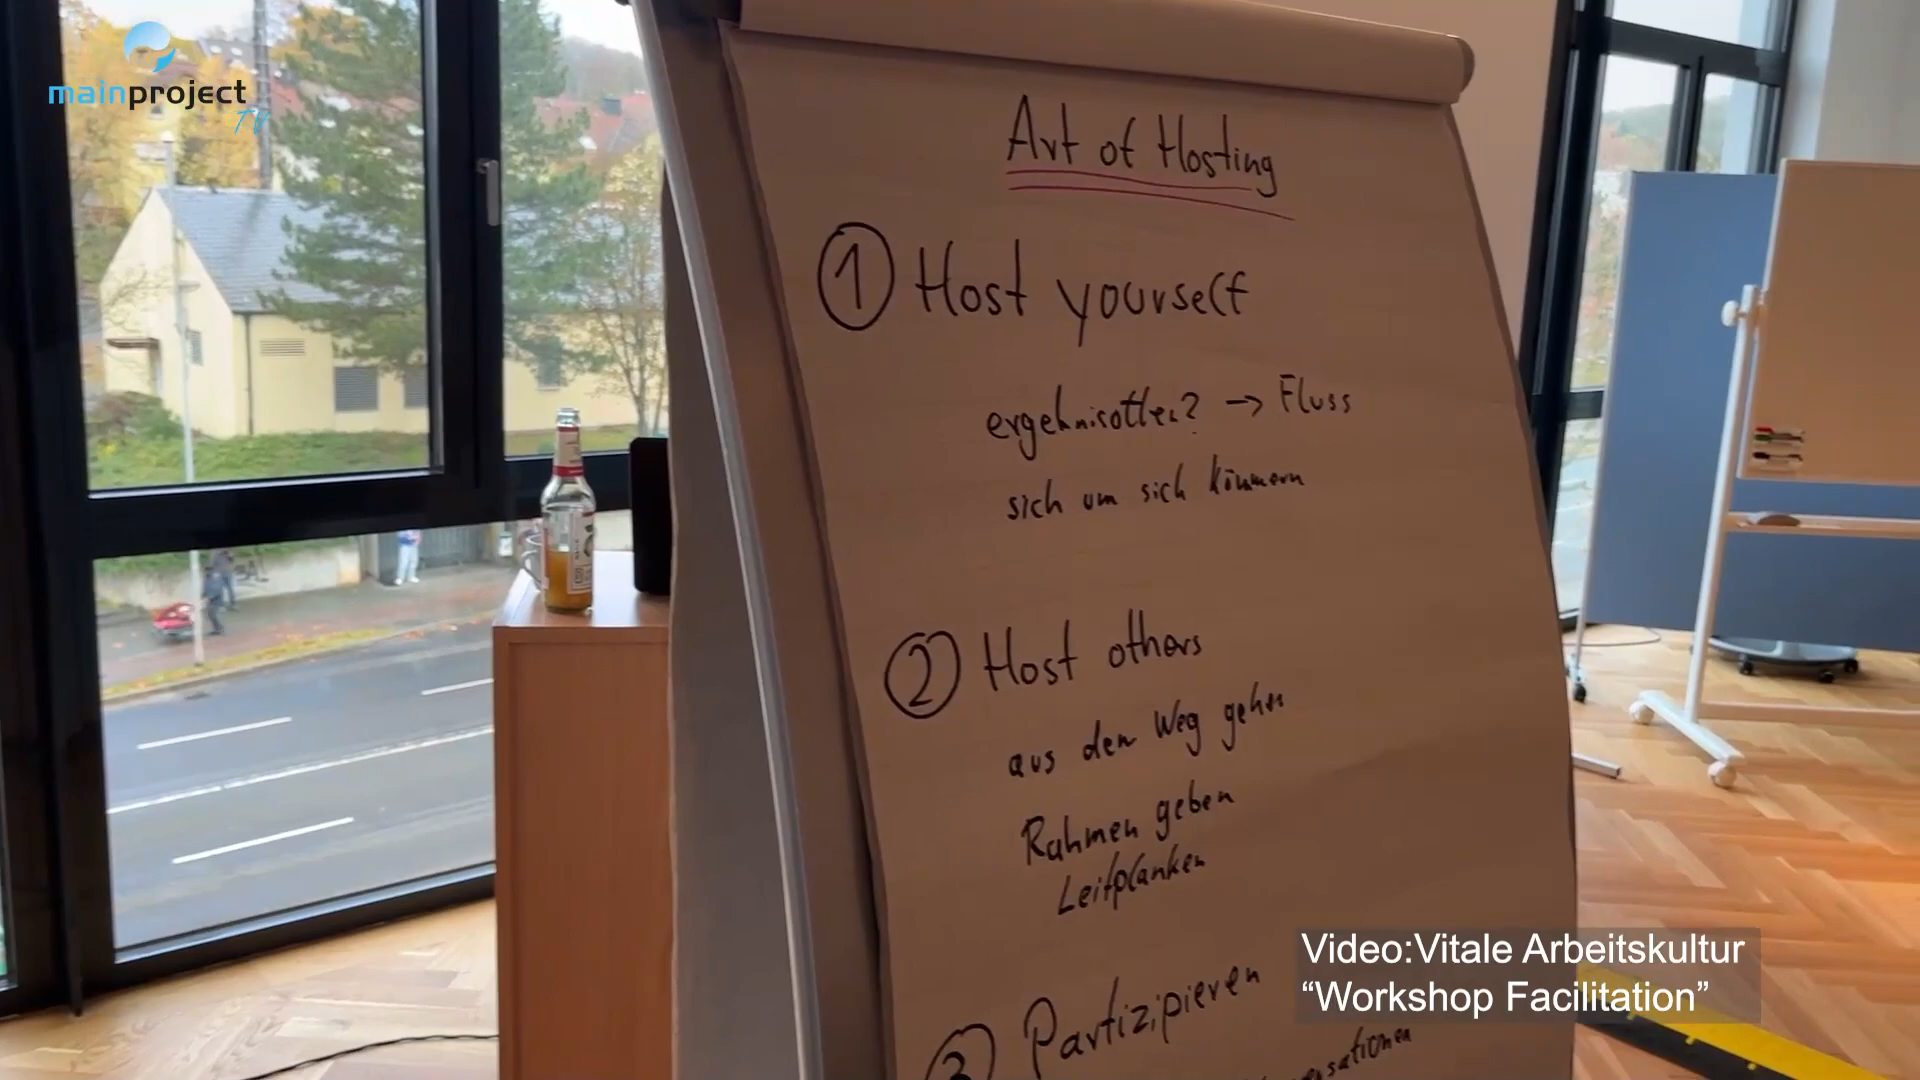 mainproject
TV
Art of Hosting
1 Host yourself
ergebnisoffen? → Fluss
sich um sich kümmern
2 Host others
aus dem Weg gehen
Rahmen geben
Leitplanken
3 Partizipieren
Video:Vitale Arbeitskultur
“Workshop Facilitation”